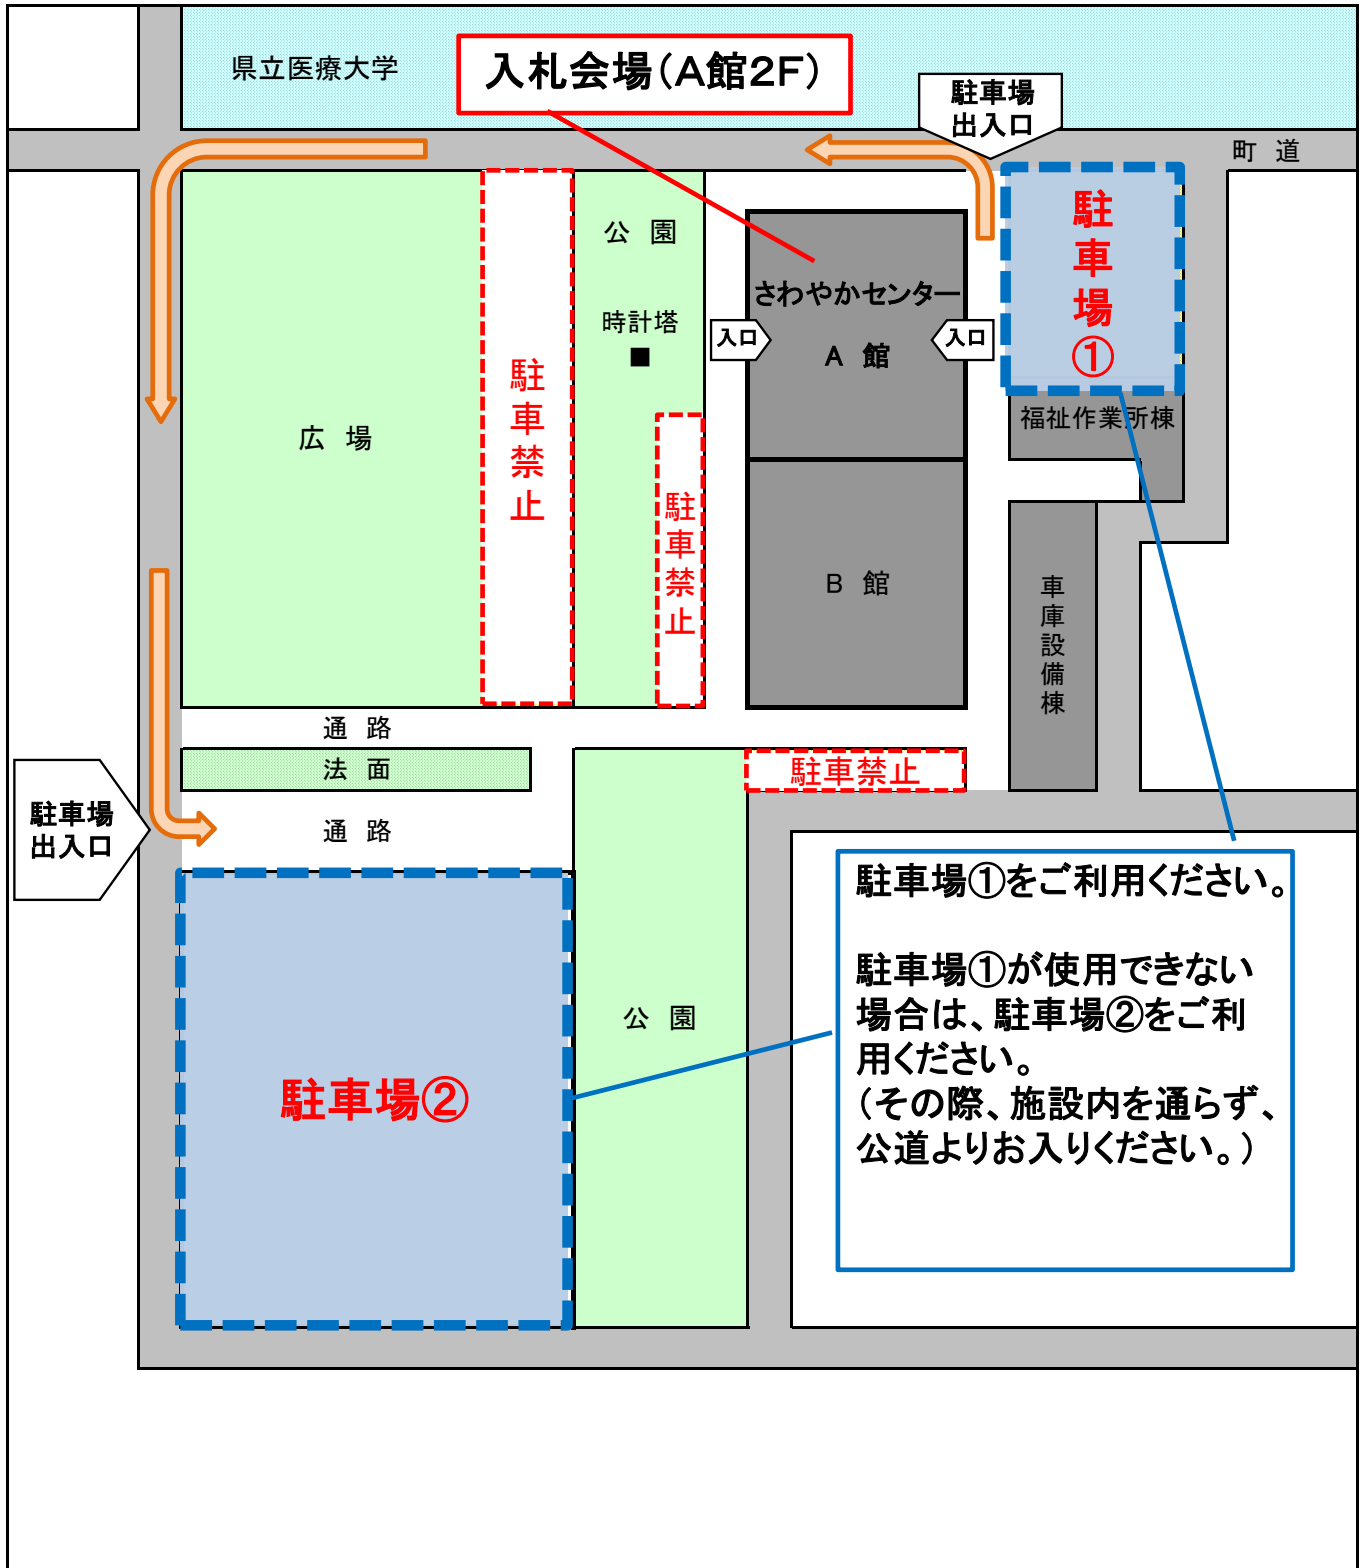 県立医療大学
入札会場(A館2F)
駐車場
出入口
町 道
公 園
時計塔
さわやかセンター
A 館
入口
入口
駐車場①
福祉作業所棟
広 場
駐車禁止
駐車禁止
B 館
車庫設備棟
通 路
法 面
駐車禁止
駐車場
出入口
通 路
駐車場①をご利用ください。
駐車場①が使用できない
場合は、駐車場②をご利
用ください。
(その際、施設内を通らず、
公道よりお入りください。)
公 園
駐車場②